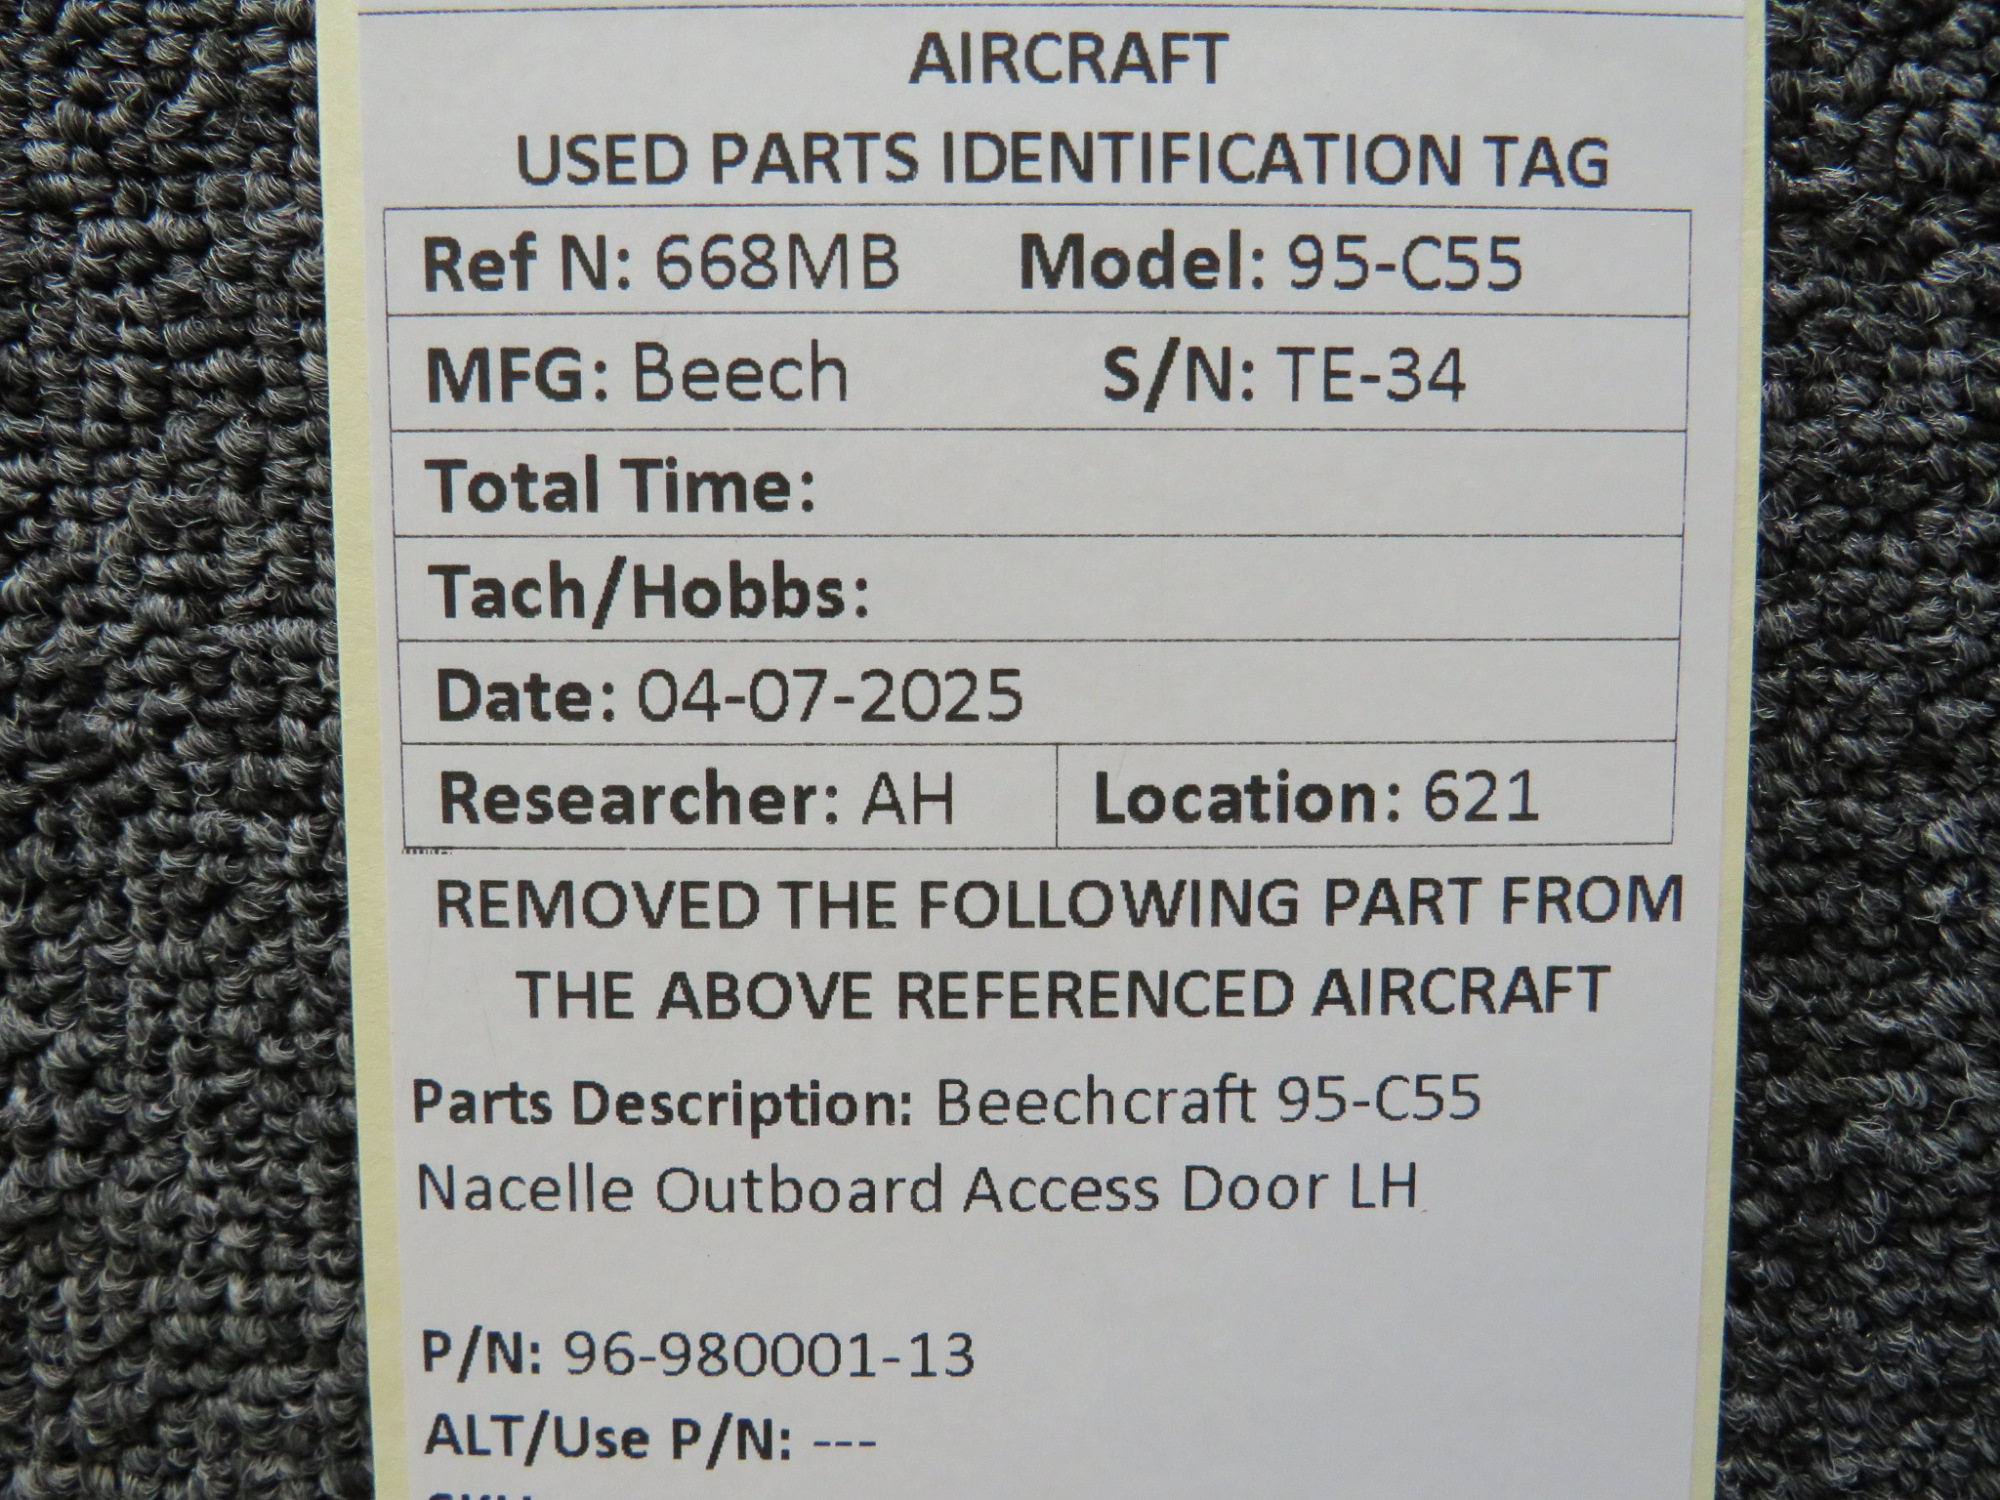 AIRCRAFT
USED PARTS IDENTIFICATION TAG
Ref N: 668MB Model: 95-C55
MFG: Beech S/N: TE-34
Total Time:
Tach/Hobbs:
Date: 04-07-2025
Researcher: AH Location: 621
REMOVED THE FOLLOWING PART FROM
THE ABOVE REFERENCED AIRCRAFT
Parts Description: Beechcraft 95-C55
Nacelle Outboard Access Door LH
P/N: 96-980001-13
ALT/Use P/N: ---